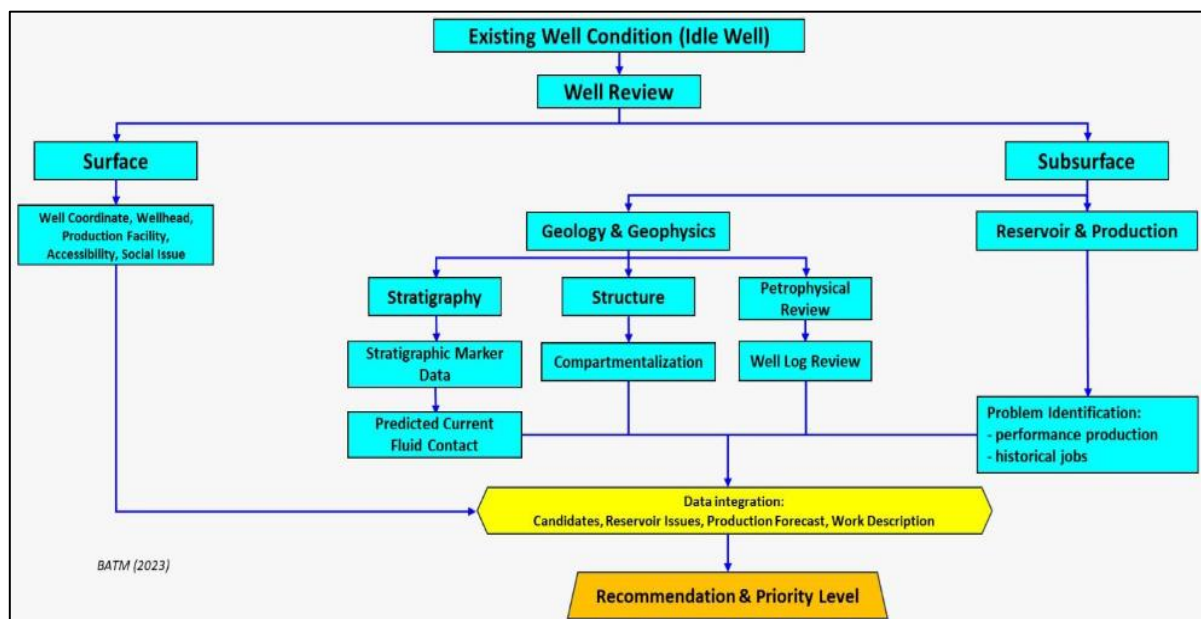 Existing Well Condition (Idle Well)
Well Review
Surface
Subsurface
Well Coordinate, Wellhead,
Production Facility,
Accessibility, Social Issue
Geology & Geophysics
Reservoir & Production
Stratigraphy
Structure
Petrophysical
Review
Stratigraphic Marker
Data
Compartmentalization
Well Log Review
Predicted Current
Fluid Contact
Problem Identification:
- performance production
- historical jobs
Data integration:
Candidates, Reservoir Issues, Production Forecast, Work Description
BATM (2023)
Recommendation & Priority Level